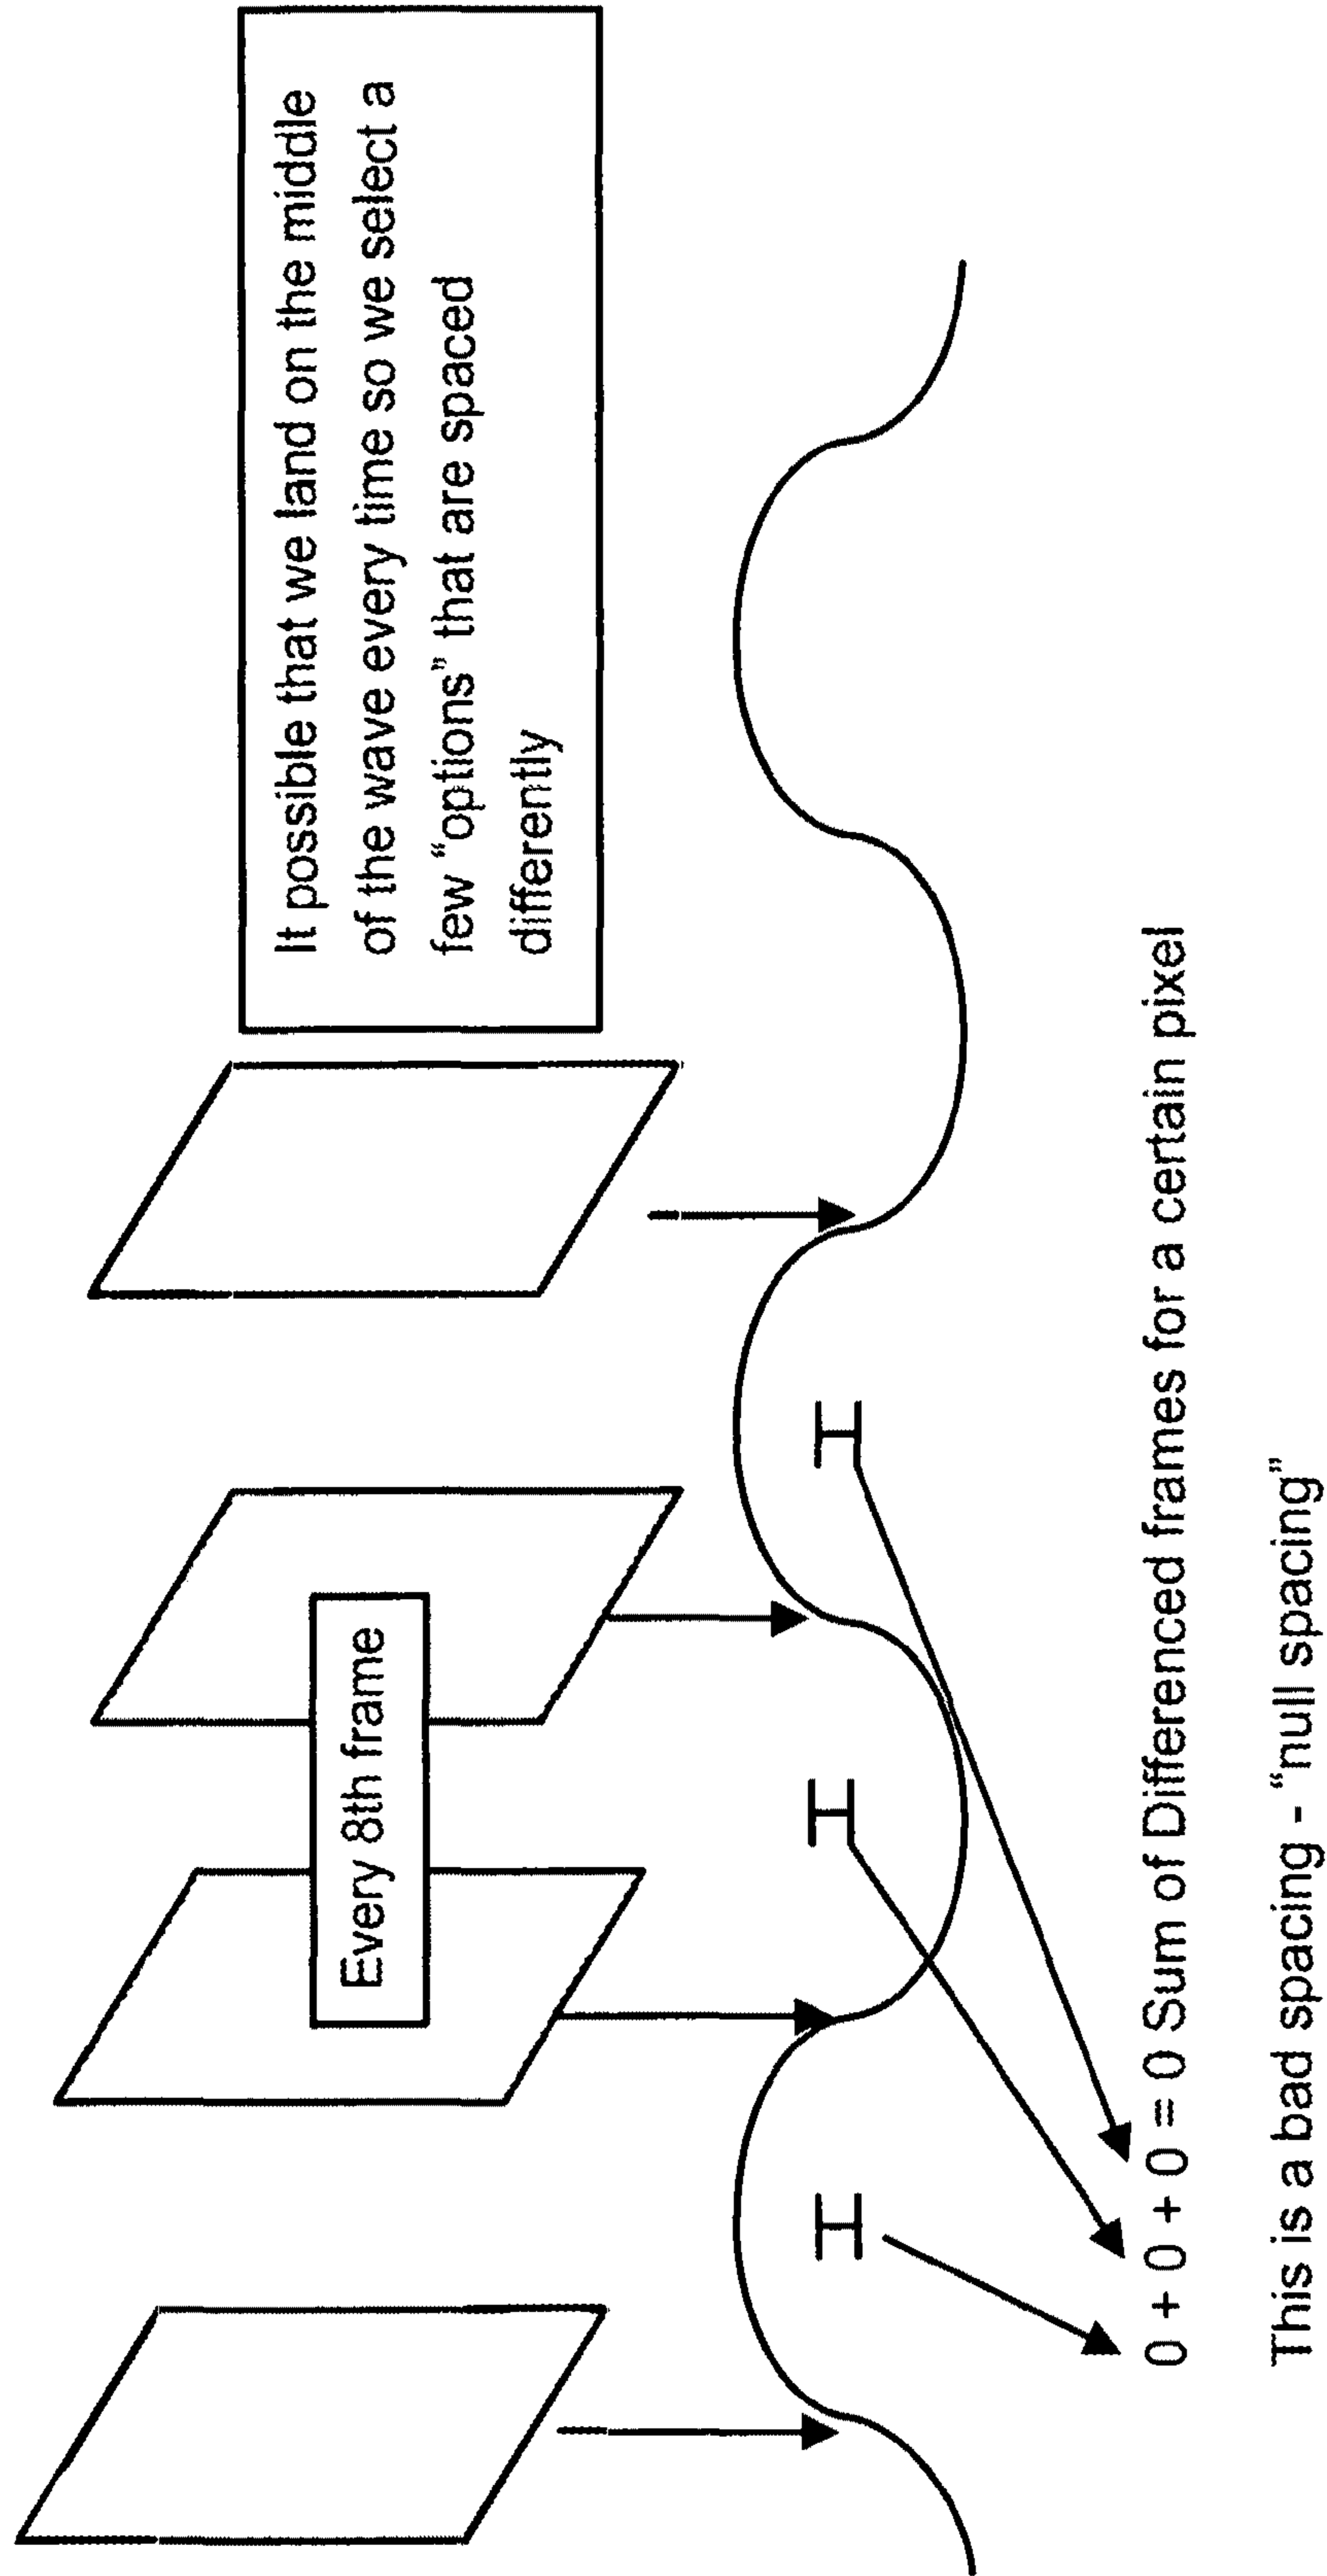 It possible that we land on the middle
of the wave every time so we select a
few “options” that are spaced
differently
Every 8th frame
H
H
H
0 + 0 + 0 = 0 Sum of Differenced frames for a certain pixel
This is a bad spacing - “null spacing”